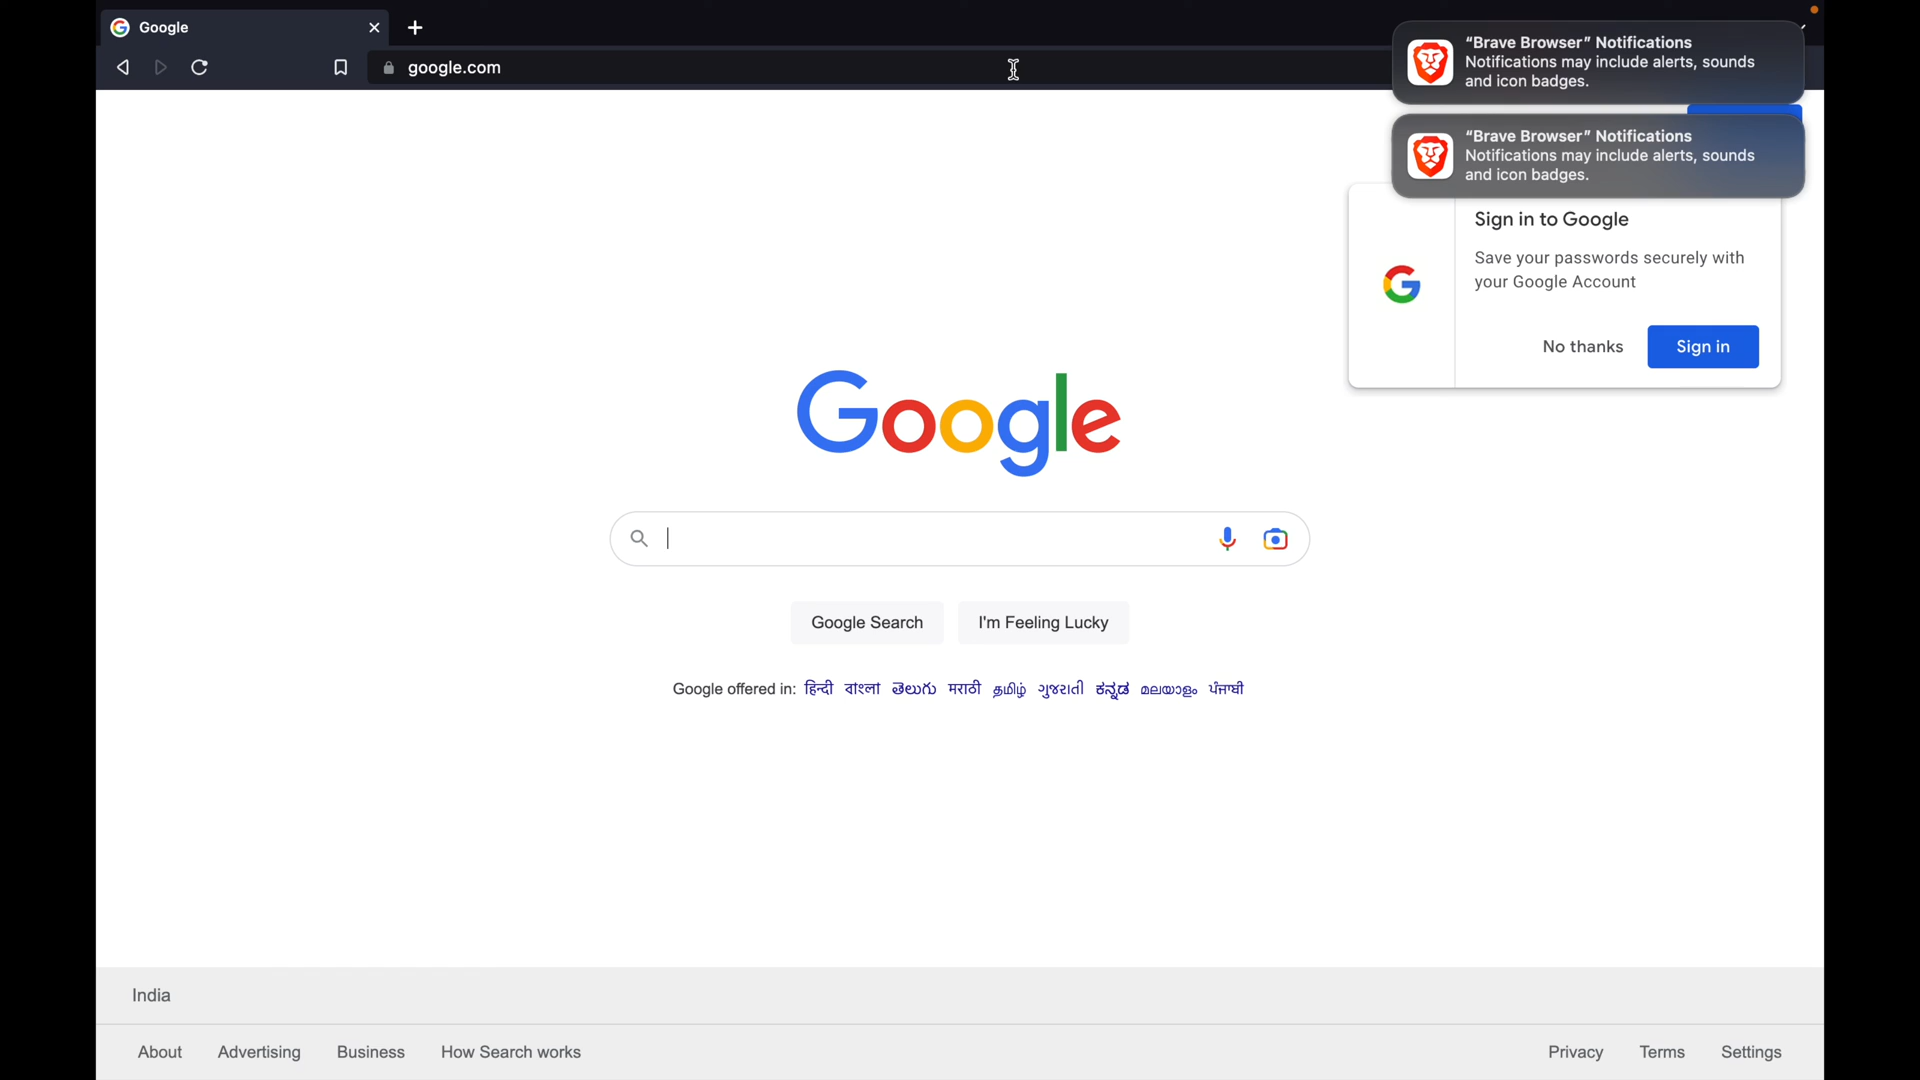 Google
google.com
"Brave Browser" Notifications
Notifications may include alerts, sounds
and icon badges.
"Brave Browser" Notifications
Notifications may include alerts, sounds
and icon badges.
Sign in to Google
Save your passwords securely with
your Google Account
No thanks
Sign in
Google
Google Search
I'm Feeling Lucky
Google offered in: हिन्दी বাংলা తెలుగు मराठी தமிழ் ગુજરાતી ಕನ್ನಡ മലയാളം ਪੰਜਾਬੀ
India
About Advertising Business How Search works
Privacy Terms Settings